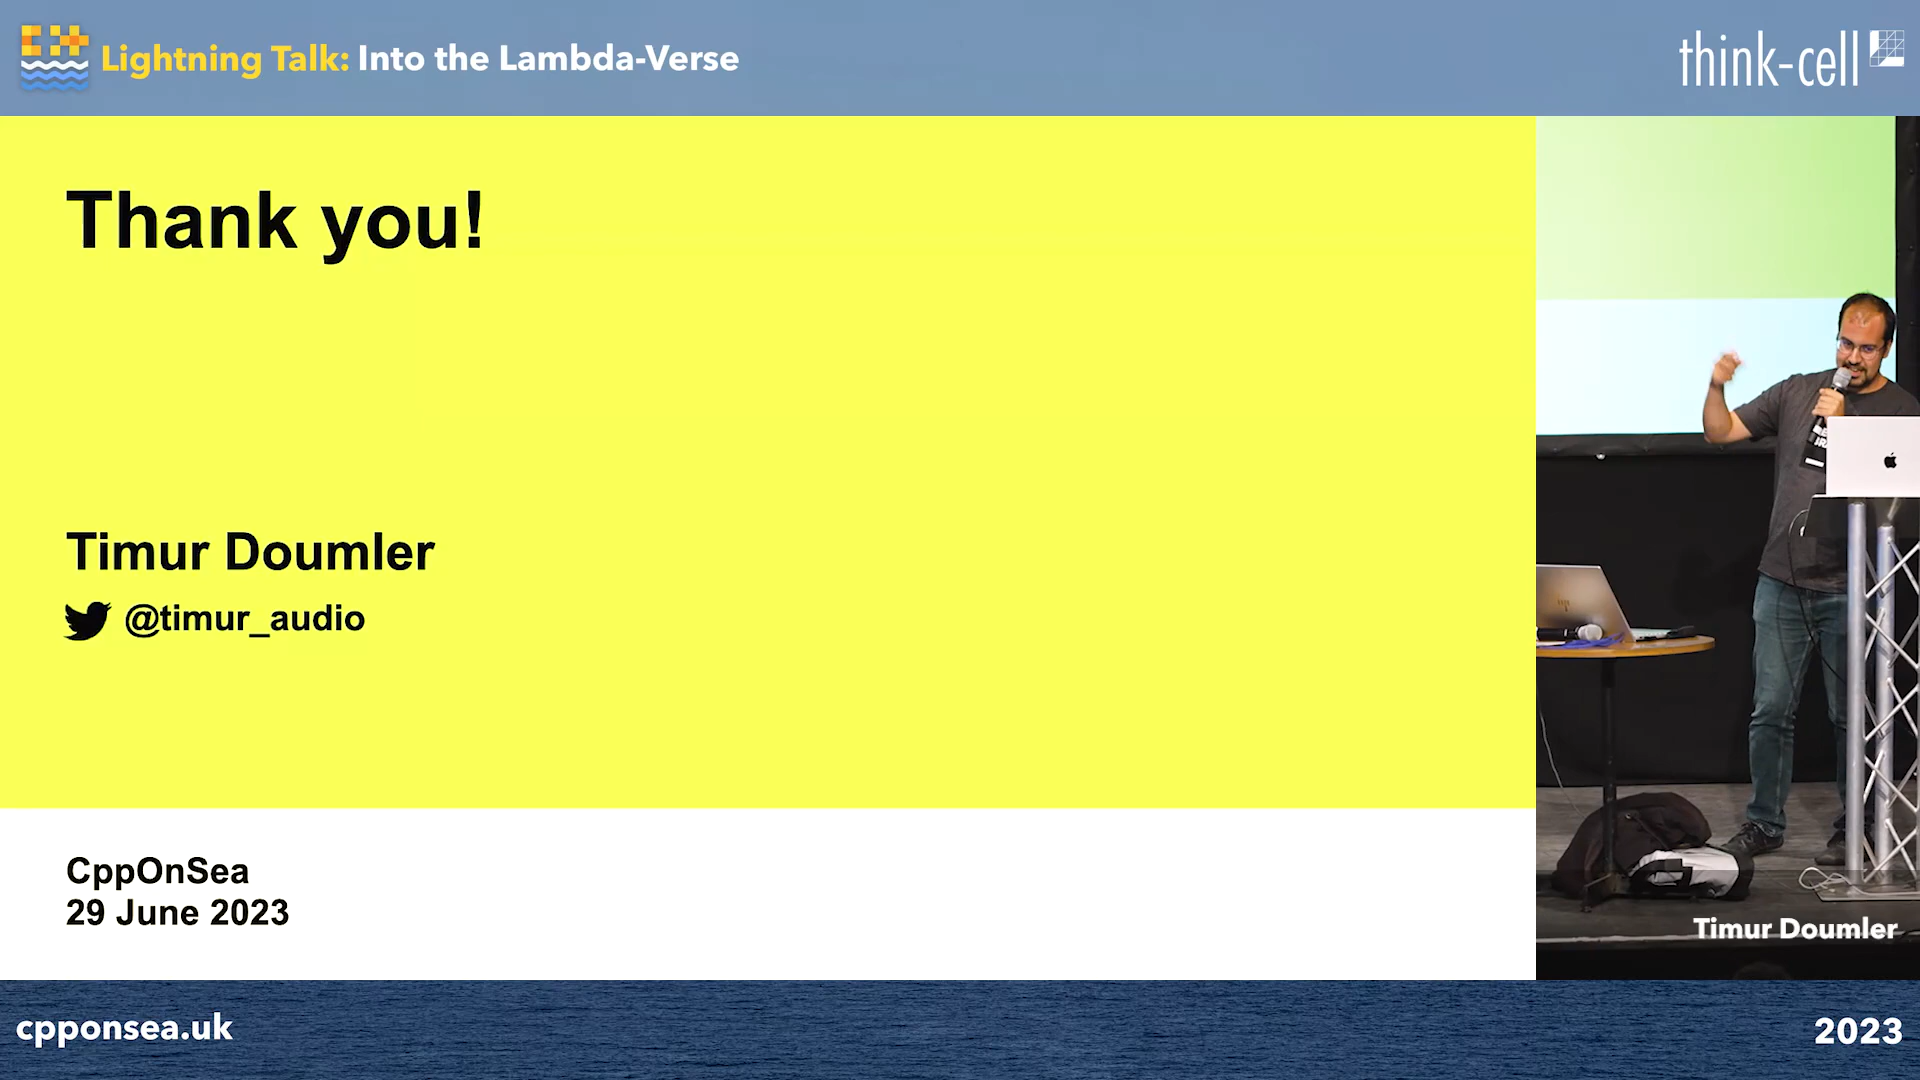 Lightning Talk: Into the Lambda-Verse
think-cell
Thank you!
Timur Doumler
@timur_audio
CppOnSea
29 June 2023
Timur Doumler
cpponsea.uk
2023